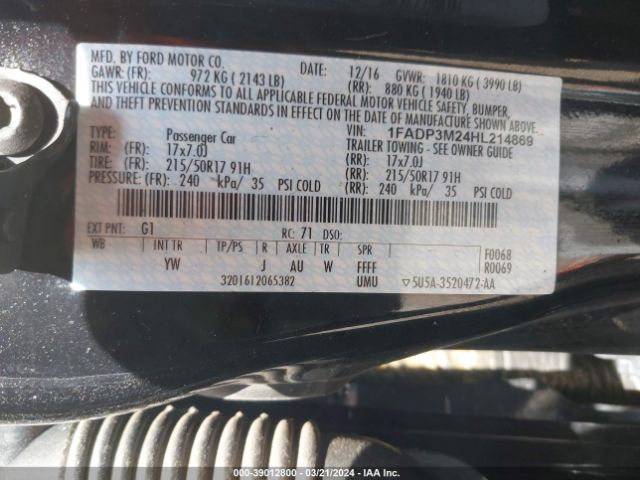 MFD. BY FORD MOTOR CO.
DATE: 12/16 GVWR: 1810 KG ( 3990 LB)
GAWR: (FR): 972 KG ( 2143 LB) (RR): 880 KG ( 1940 LB)
THIS VEHICLE CONFORMS TO ALL APPLICABLE FEDERAL MOTOR VEHICLE SAFETY, BUMPER,
AND THEFT PREVENTION STANDARDS IN EFFECT ON THE DATE OF MANUFACTURE SHOWN ABOVE.
VIN: 1FADP3M24HL214869
TYPE: Passenger Car TRAILER TOWING - SEE OWNER GUIDE
RIM: (FR): 17x7.0J (RR): 17x7.0J
TIRE: (FR): 215/50R17 91H (RR): 215/50R17 91H
PRESSURE: (FR): 240 kPa/ 35 PSI COLD (RR): 240 kPa/ 35 PSI COLD
EXT PNT: G1 RC: 71 DSO:
WB INT TR TP/PS R AXLE TR SPR F0068
YW J AU W FFFF R0069
3201612065382 UMU ▽5U5A-3520472-AA
000-39012800 - 03/21/2024 - IAA Inc.